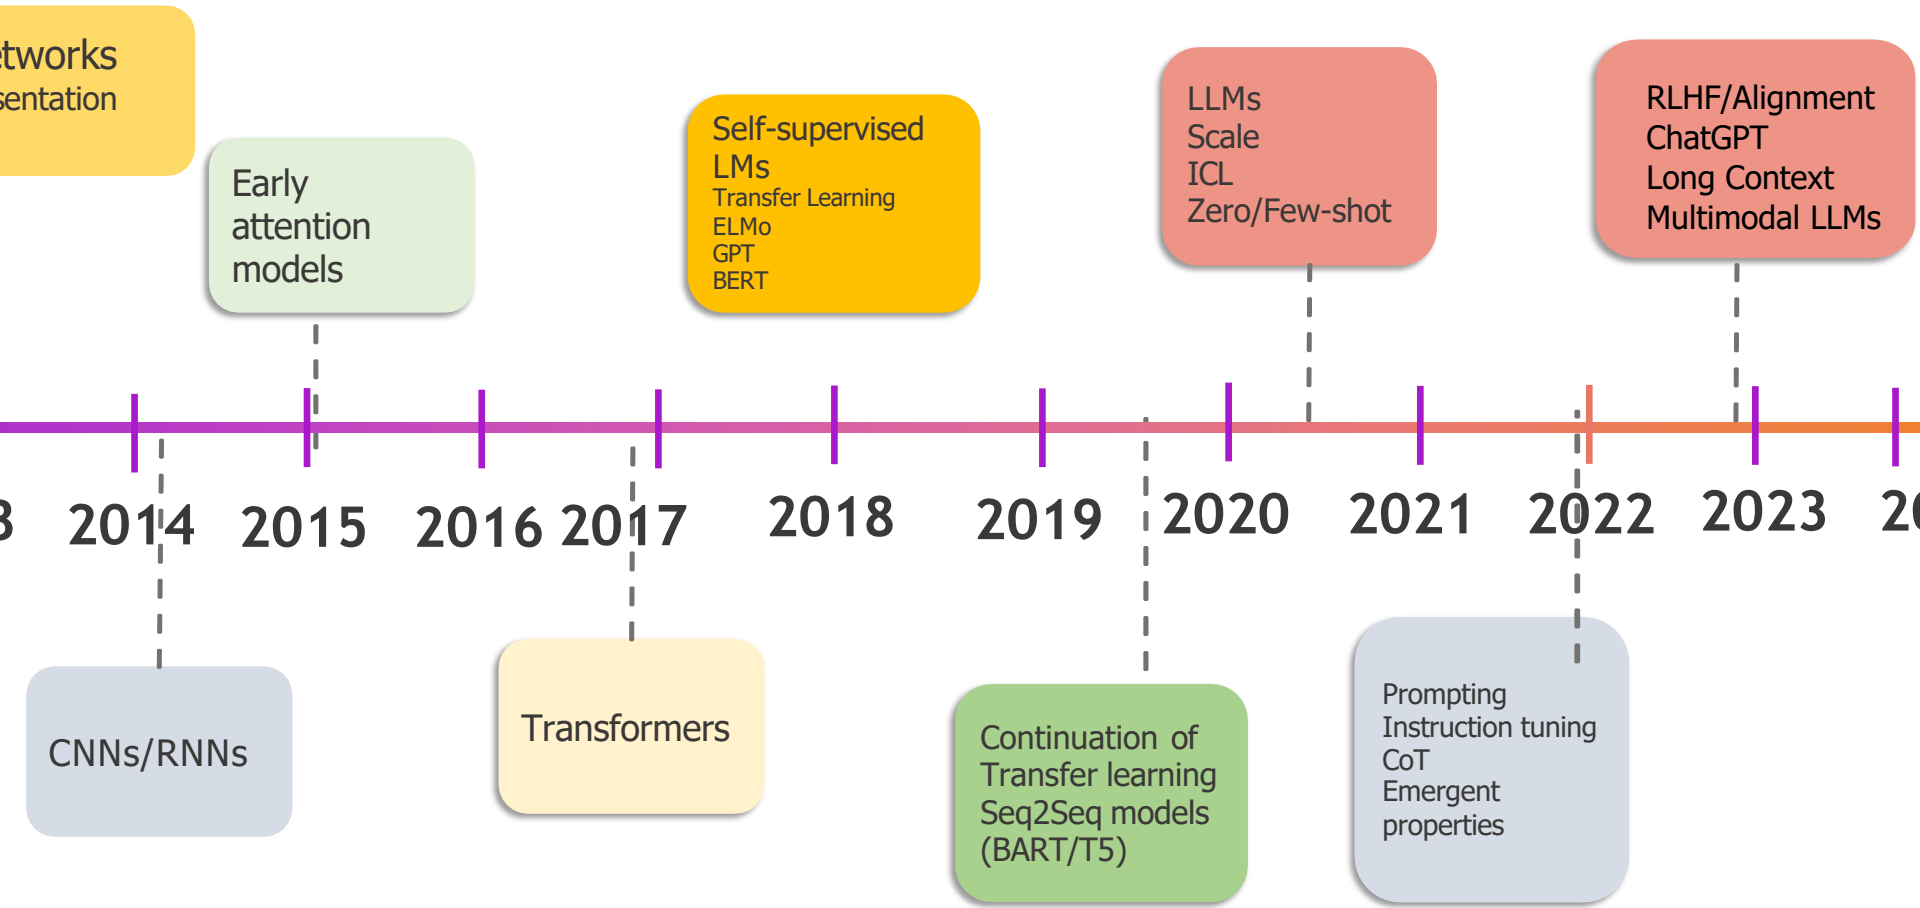 Early
attention
models
Self-supervised
LMs
Transfer Learning
ELMo
GPT
BERT
LLMs
Scale
ICL
Zero/Few-shot
RLHF/Alignment
ChatGPT
Long Context
Multimodal LLMs
2014 2015 2016 2017 2018 2019 2020 2021 2022 2023
CNNs/RNNs
Transformers
Continuation of
Transfer learning
Seq2Seq models
(BART/T5)
Prompting
Instruction tuning
CoT
Emergent
properties